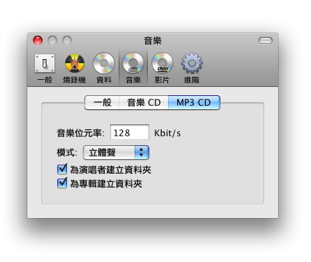 音樂
一般 燒錄機 資料 音樂 影片 進階
一般 音樂 CD MP3 CD
音樂位元率: 128 Kbit/s
模式: 立體聲
為演唱者建立資料夾
為專輯建立資料夾